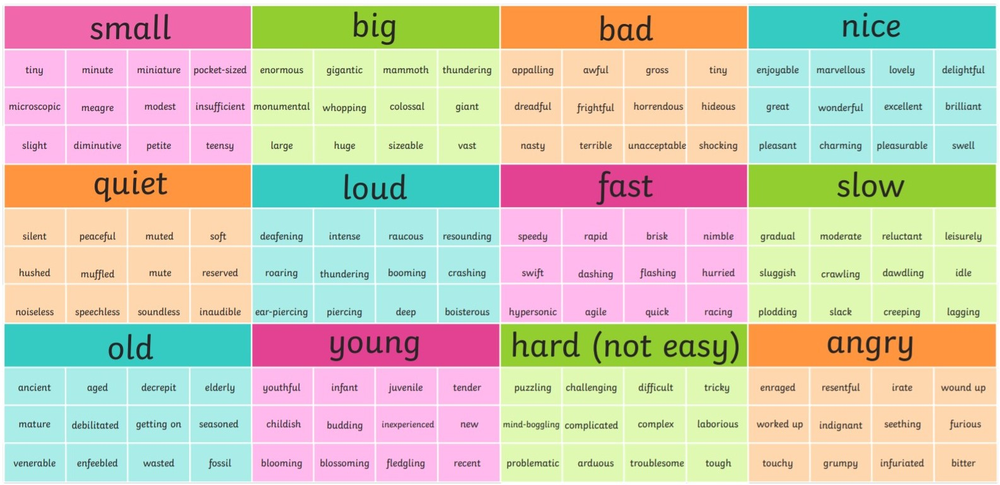 small big bad nice
tiny minute miniature pocket-sized enormous gigantic mammoth thundering appalling awful gross tiny enjoyable marvellous lovely delightful
microscopic meagre modest insufficient monumental whopping colossal giant dreadful frightful horrendous hideous great wonderful excellent brilliant
slight diminutive petite teensy large huge sizeable vast nasty terrible unacceptable shocking pleasant charming pleasurable swell
quiet loud fast slow
silent peaceful muted soft deafening intense raucous resounding speedy rapid brisk nimble gradual moderate reluctant leisurely
hushed muffled mute reserved roaring thundering booming crashing swift dashing flashing hurried sluggish crawling dawdling idle
noiseless speechless soundless inaudible ear-piercing piercing deep boisterous hypersonic agile quick racing plodding slack creeping lagging
old young hard (not easy) angry
ancient aged decrepit elderly youthful infant juvenile tender puzzling challenging difficult tricky enraged resentful irate wound up
mature debilitated getting on seasoned childish budding inexperienced new mind-boggling complicated complex laborious worked up indignant seething furious
venerable enfeebled wasted fossil blooming blossoming fledgling recent problematic arduous troublesome tough touchy grumpy infuriated bitter